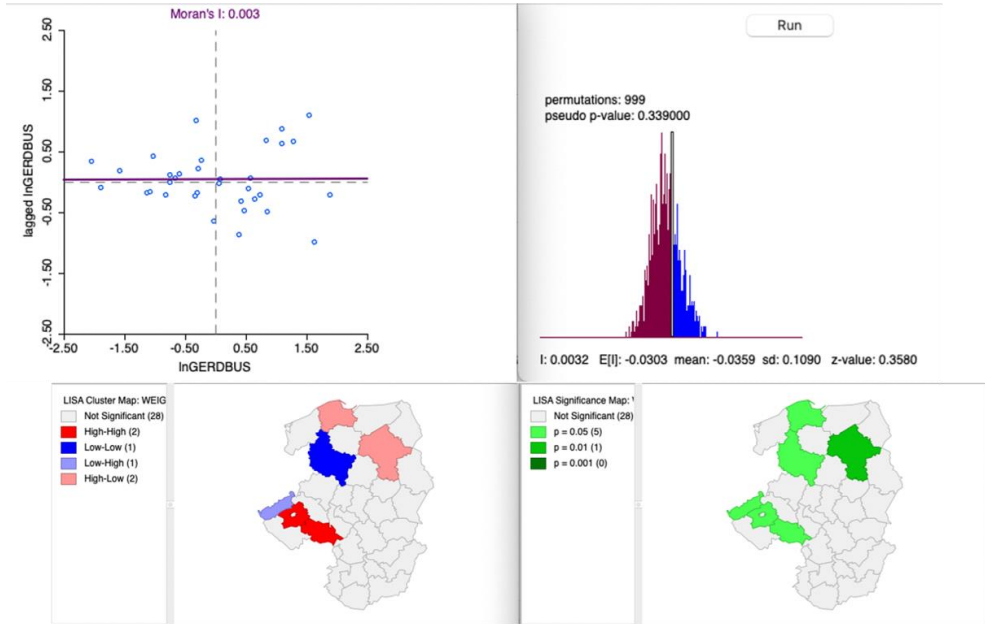 Moran's I: 0.003
2.50
1.50
0.50
-0.50
-1.50
-2.50
lagged lnGERDBUS
-2.50 -1.50 -0.50 0.50 1.50 2.50
lnGERDBUS
Run
permutations: 999
pseudo p-value: 0.339000
I: 0.0032 E[I]: -0.0303 mean: -0.0359 sd: 0.1090 z-value: 0.3580
LISA Cluster Map: WEIG
Not Significant (28)
High-High (2)
Low-Low (1)
Low-High (1)
High-Low (2)
LISA Significance Map:
Not Significant (28)
p = 0.05 (5)
p = 0.01 (1)
p = 0.001 (0)